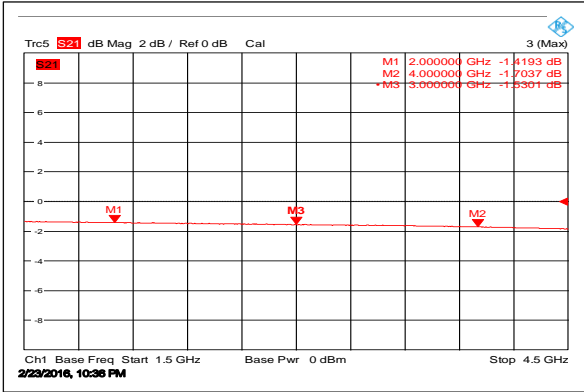 Trc5 S21 dB Mag 2 dB / Ref 0 dB Cal 3 (Max)
S21
M1 2.000000 GHz -1.4193 dB
M2 4.000000 GHz -1.7037 dB
•M3 3.000000 GHz -1.5301 dB
8
6
4
2
0
M1 M3 M2
-2
-4
-6
-8
Ch1 Base Freq Start 1.5 GHz Base Pwr 0 dBm Stop 4.5 GHz
2/23/2016, 10:36 PM